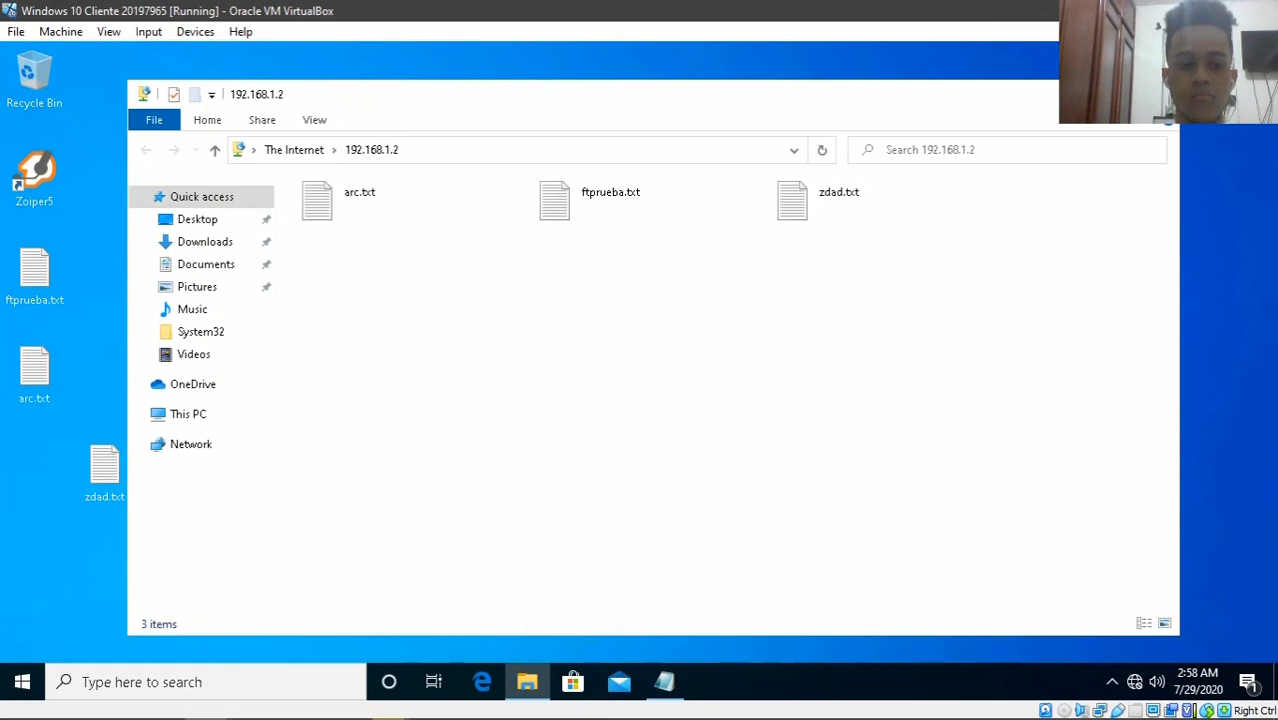 Windows 10 Cliente 20197965 [Running] - Oracle VM VirtualBox
File Machine View Input Devices Help
Recycle Bin
Zoiper5
ftprueba.txt
arc.txt
zdad.txt
192.168.1.2
File Home Share View
The Internet > 192.168.1.2
Search 192.168.1.2
Quick access
Desktop
Downloads
Documents
Pictures
Music
System32
Videos
OneDrive
This PC
Network
arc.txt
ftprueba.txt
zdad.txt
3 items
Type here to search
2:58 AM
7/29/2020
1
Right Ctrl